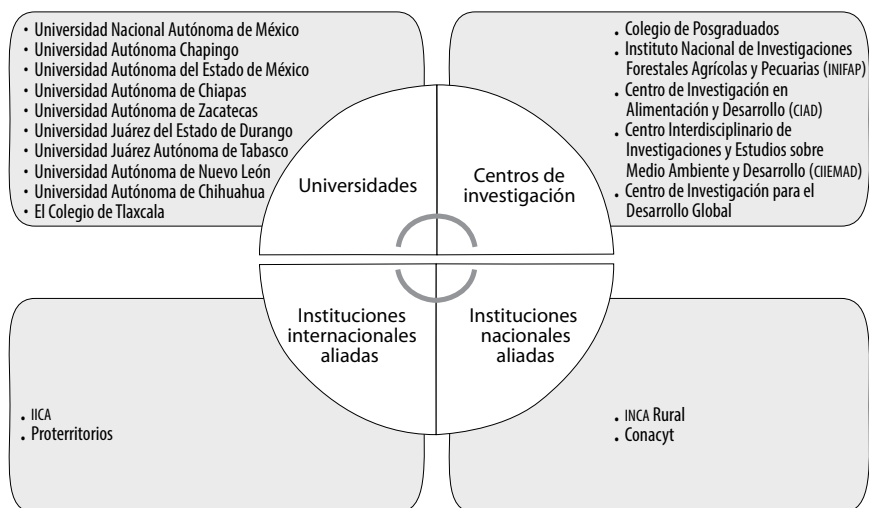 · Universidad Nacional Autónoma de México
· Universidad Autónoma Chapingo
· Universidad Autónoma del Estado de México
· Universidad Autónoma de Chiapas
· Universidad Autónoma de Zacatecas
· Universidad Juárez del Estado de Durango
· Universidad Juárez Autónoma de Tabasco
· Universidad Autónoma de Nuevo León
· Universidad Autónoma de Chihuahua
· El Colegio de Tlaxcala
Universidades
. Colegio de Posgraduados
. Instituto Nacional de Investigaciones
Forestales Agrícolas y Pecuarias (INIFAP)
. Centro de Investigación en
Alimentación y Desarrollo (CIAD)
. Centro Interdisciplinario de
Investigaciones y Estudios sobre
Medio Ambiente y Desarrollo (CIIEMAD)
. Centro de Investigación para el
Desarrollo Global
Centros de
investigación
Instituciones
internacionales
aliadas
. IICA
. Proterritorios
Instituciones
nacionales
aliadas
. INCA Rural
. Conacyt